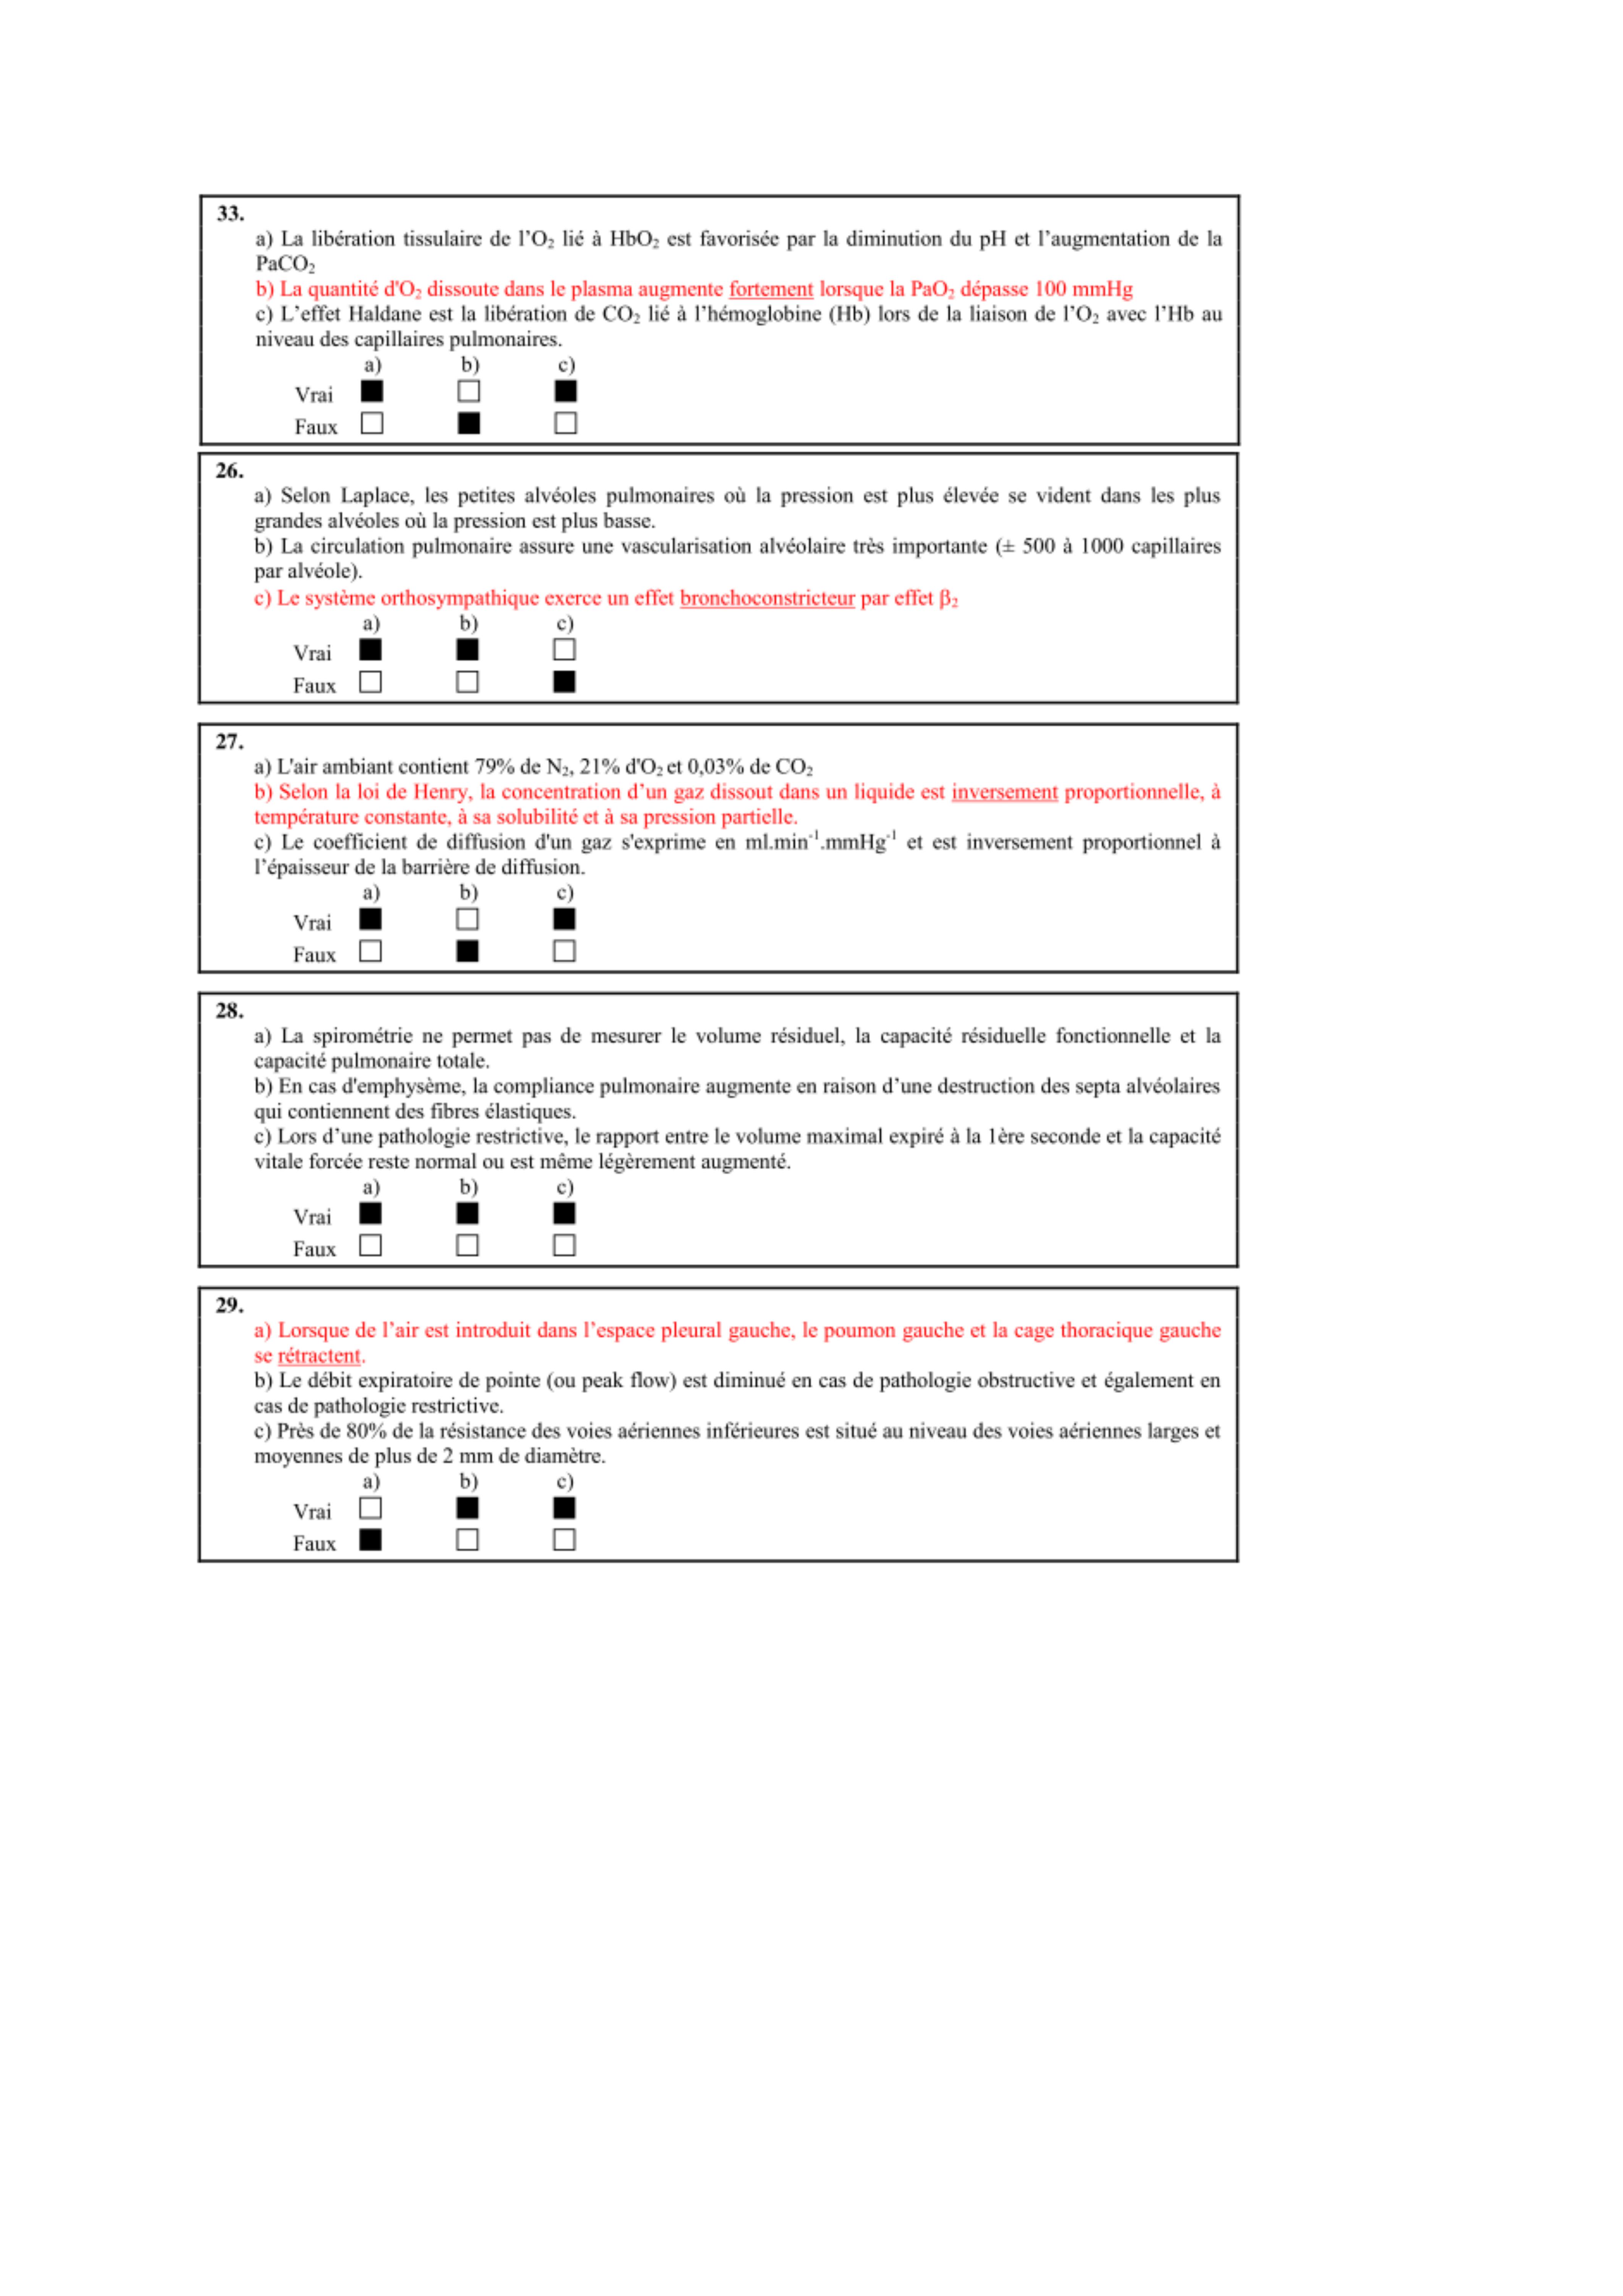 33.
a) La libération tissulaire de l’O₂ lié à HbO₂ est favorisée par la diminution du pH et l’augmentation de la
PaCO₂
b) La quantité d'O₂ dissoute dans le plasma augmente fortement lorsque la PaO₂ dépasse 100 mmHg
c) L’effet Haldane est la libération de CO₂ lié à l’hémoglobine (Hb) lors de la liaison de l’O₂ avec l’Hb au
niveau des capillaires pulmonaires.
a) b) c)
Vrai ■ □ ■
Faux □ ■ □
26.
a) Selon Laplace, les petites alvéoles pulmonaires où la pression est plus élevée se vident dans les plus
grandes alvéoles où la pression est plus basse.
b) La circulation pulmonaire assure une vascularisation alvéolaire très importante (± 500 à 1000 capillaires
par alvéole).
c) Le système orthosympathique exerce un effet bronchoconstricteur par effet β₂
a) b) c)
Vrai ■ ■ □
Faux □ □ ■
27.
a) L'air ambiant contient 79% de N₂, 21% d'O₂ et 0,03% de CO₂
b) Selon la loi de Henry, la concentration d’un gaz dissout dans un liquide est inversement proportionnelle, à
température constante, à sa solubilité et à sa pression partielle.
c) Le coefficient de diffusion d'un gaz s'exprime en ml.min⁻¹.mmHg⁻¹ et est inversement proportionnel à
l’épaisseur de la barrière de diffusion.
a) b) c)
Vrai ■ □ ■
Faux □ ■ □
28.
a) La spirométrie ne permet pas de mesurer le volume résiduel, la capacité résiduelle fonctionnelle et la
capacité pulmonaire totale.
b) En cas d'emphysème, la compliance pulmonaire augmente en raison d’une destruction des septa alvéolaires
qui contiennent des fibres élastiques.
c) Lors d’une pathologie restrictive, le rapport entre le volume maximal expiré à la 1ère seconde et la capacité
vitale forcée reste normal ou est même légèrement augmenté.
a) b) c)
Vrai ■ ■ ■
Faux □ □ □
29.
a) Lorsque de l’air est introduit dans l’espace pleural gauche, le poumon gauche et la cage thoracique gauche
se rétractent.
b) Le débit expiratoire de pointe (ou peak flow) est diminué en cas de pathologie obstructive et également en
cas de pathologie restrictive.
c) Près de 80% de la résistance des voies aériennes inférieures est situé au niveau des voies aériennes larges et
moyennes de plus de 2 mm de diamètre.
a) b) c)
Vrai □ ■ ■
Faux ■ □ □